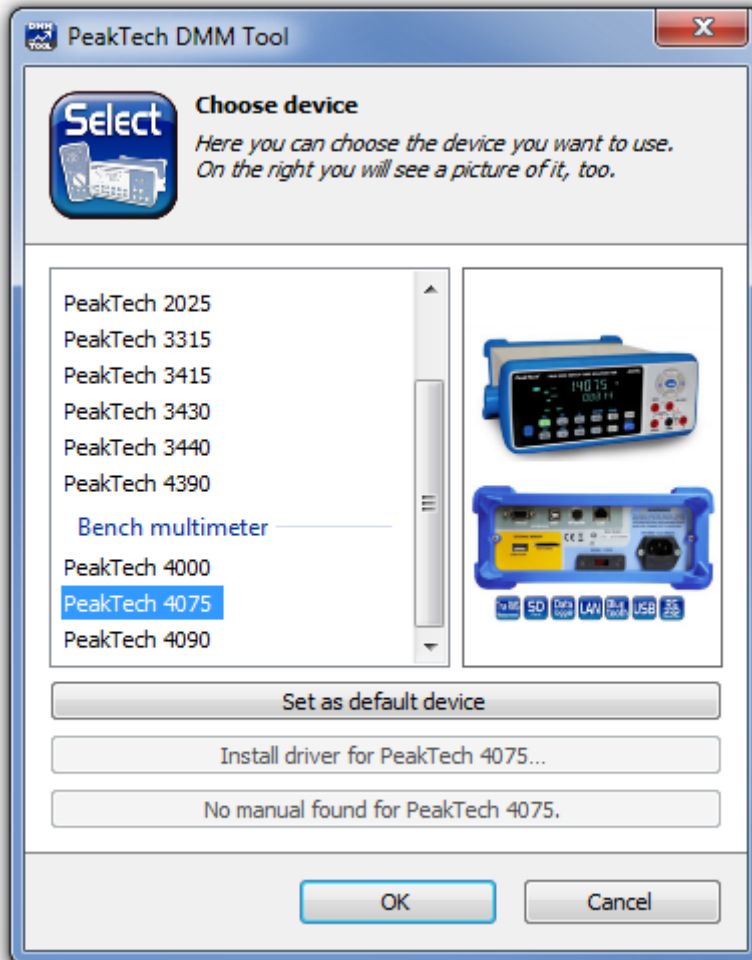 PeakTech DMM Tool
Select
Choose device
Here you can choose the device you want to use.
On the right you will see a picture of it, too.
PeakTech 2025
PeakTech 3315
PeakTech 3415
PeakTech 3430
PeakTech 3440
PeakTech 4390
Bench multimeter
PeakTech 4000
PeakTech 4075
PeakTech 4090
PeakTech
14075
SD
Data
LAN
USB
Set as default device
Install driver for PeakTech 4075...
No manual found for PeakTech 4075.
OK
Cancel